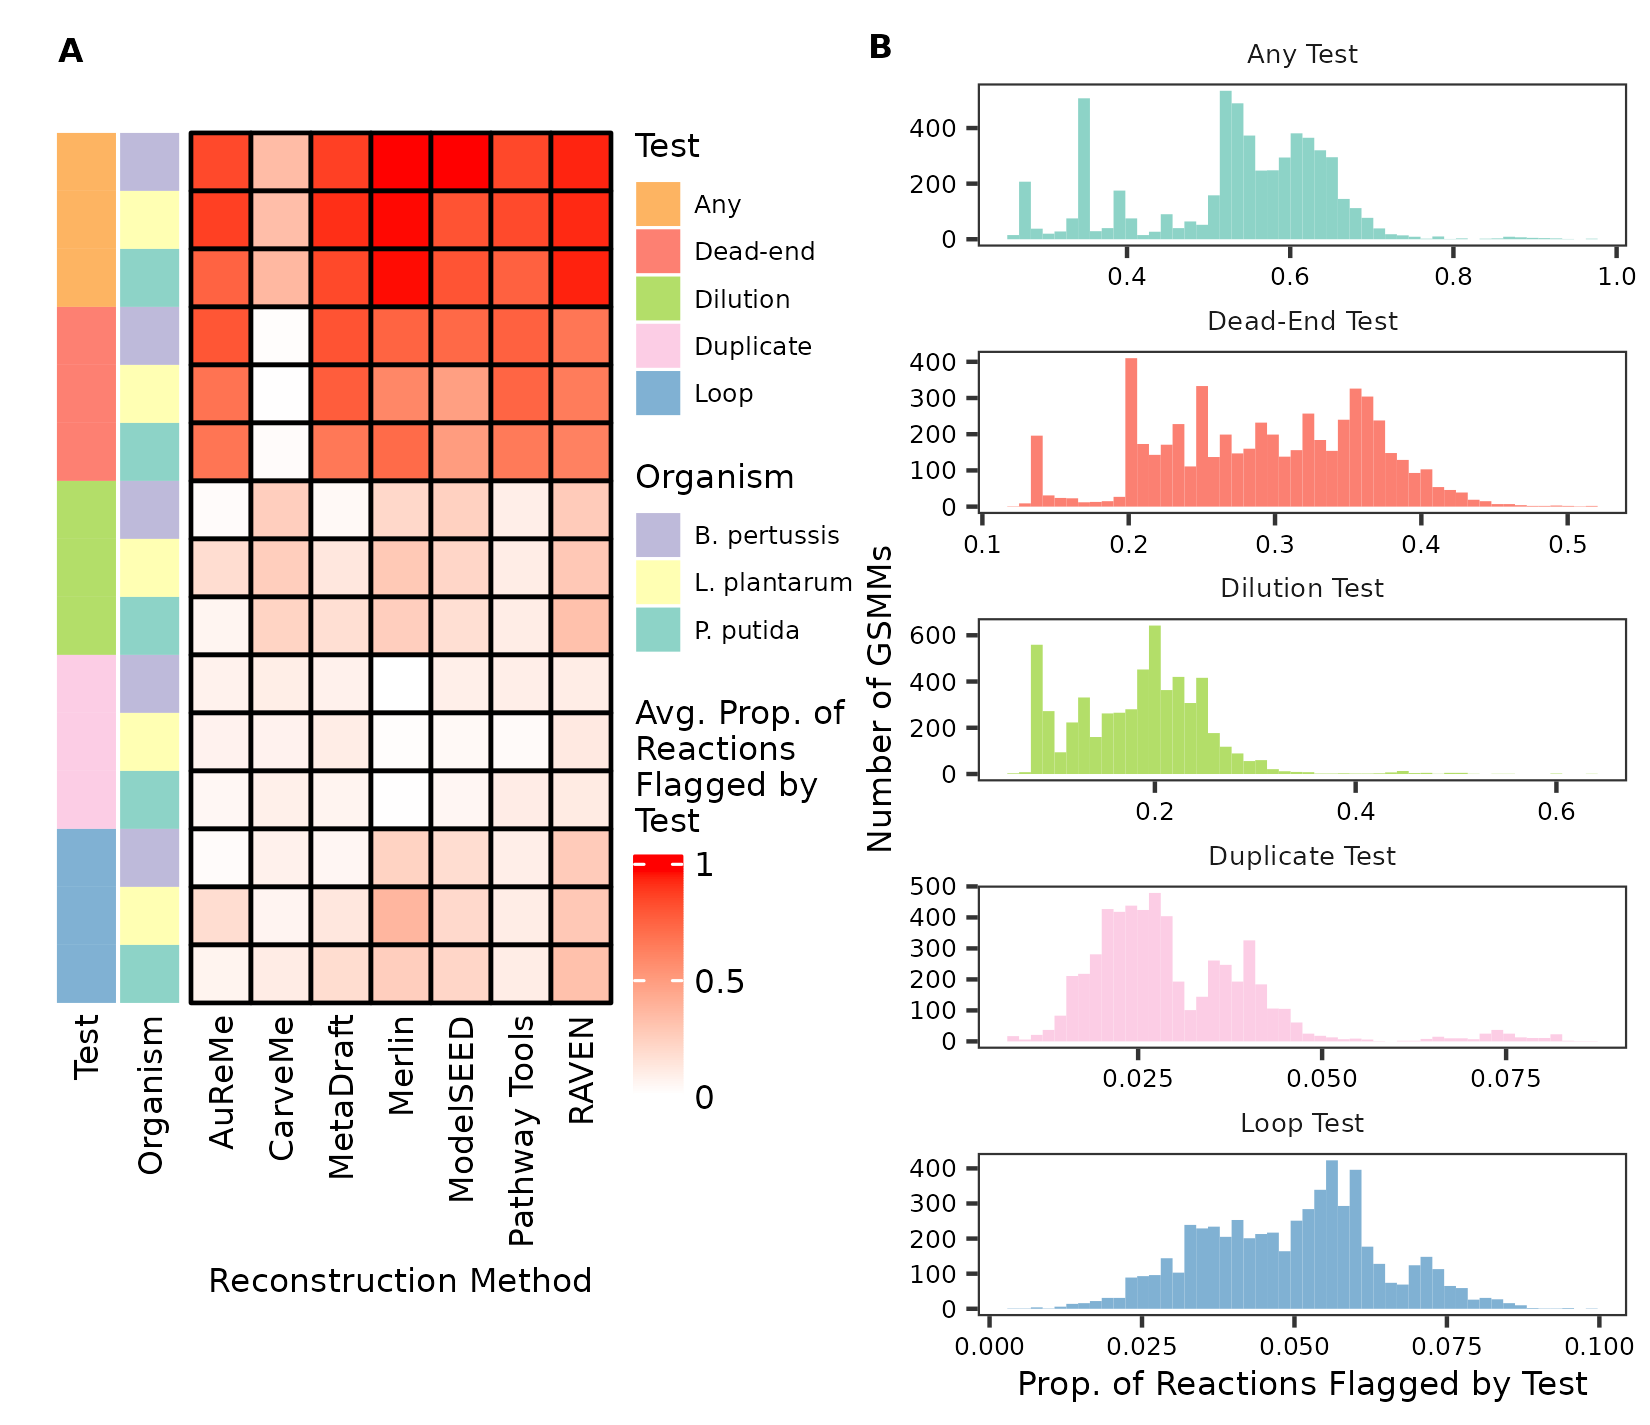 A
Test
Any
Dead-end
Dilution
Duplicate
Loop
Organism
B. pertussis
L. plantarum
P. putida
Avg. Prop. of
Reactions
Flagged by
Test
1
0.5
0
Test
Organism
AuReMe
CarveMe
MetaDraft
Merlin
ModelSEED
Pathway Tools
RAVEN
Reconstruction Method
B
Number of GSMMs
Any Test
400
200
0
0.4 0.6 0.8 1.0
Dead-End Test
400
300
200
100
0
0.1 0.2 0.3 0.4 0.5
Dilution Test
600
400
200
0
0.2 0.4 0.6
Duplicate Test
500
400
300
200
100
0
0.025 0.050 0.075
Loop Test
400
300
200
100
0
0.000 0.025 0.050 0.075 0.100
Prop. of Reactions Flagged by Test